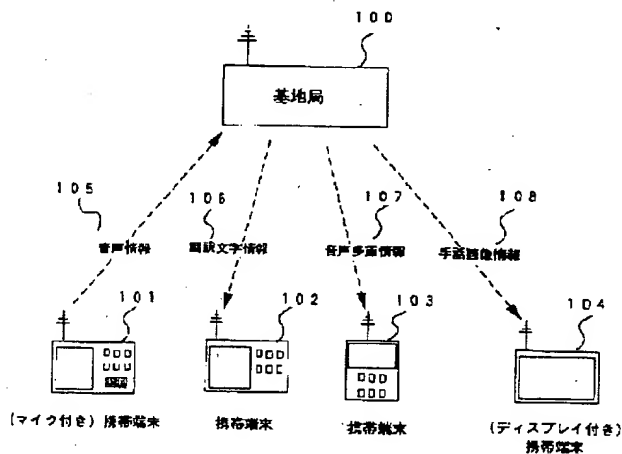 100
基地局
105
106
107
108
音声情報
翻訳文字情報
音声多重情報
手話画像情報
101
102
103
104
(マイク付き) 携帯端末
携帯端末
携帯端末
(ディスプレイ付き)
携帯端末